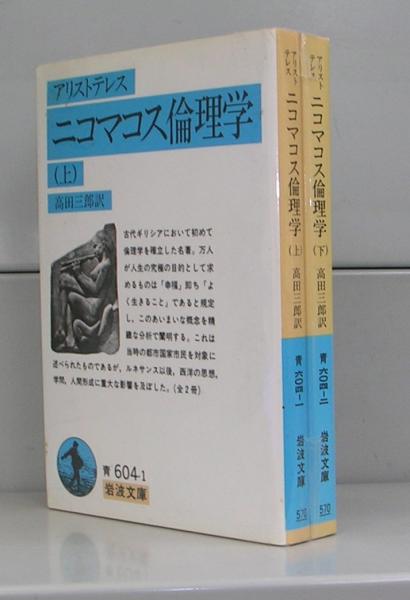 アリストテレス
ニコマコス倫理学
(上)
高田三郎訳
古代ギリシアにおいて初めて
倫理学を確立した名著。万人
が人生の究極の目的として求
めるものは「幸福」即ち「よ
く生きること」であると規定
し、このあいまいな概念を精
緻な分析で闡明する。これは
当時の都市国家市民を対象に
述べられたものであるが、ルネサンス以後、西洋の思想、
学問、人間形成に重大な影響を及ぼした。(全2冊)
青 604-1
岩波文庫
アリストテレス
ニコマコス倫理学(上)
高田三郎訳
青六〇四-一
岩波文庫
570
アリストテレス
ニコマコス倫理学(下)
高田三郎訳
青六〇四-二
岩波文庫
570